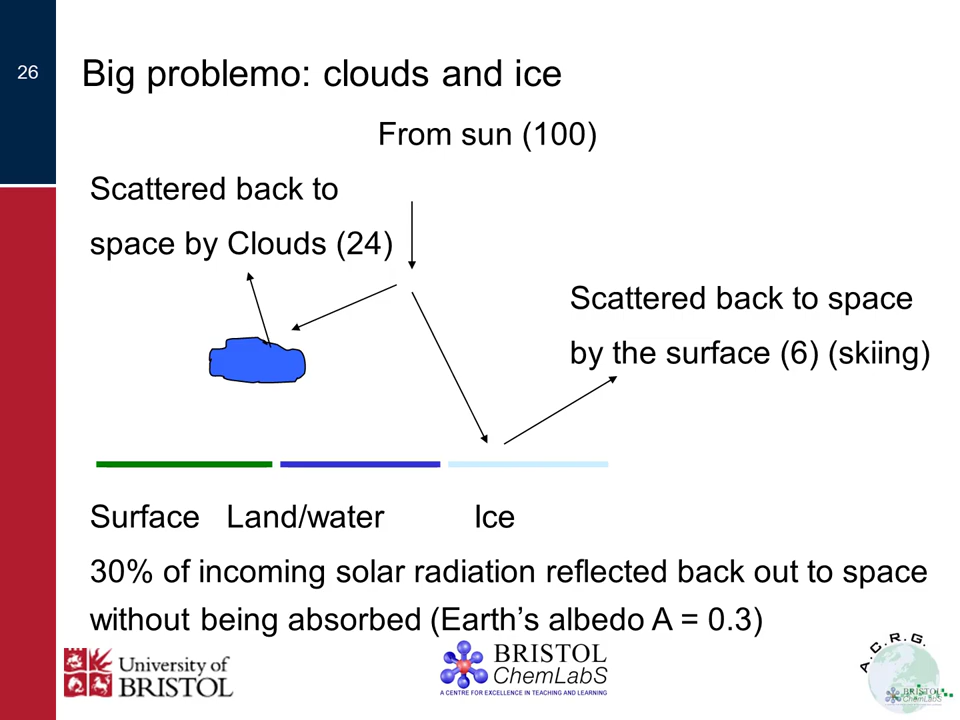 26
Big problemo: clouds and ice
From sun (100)
Scattered back to
space by Clouds (24)
Scattered back to space
by the surface (6) (skiing)
Surface Land/water Ice
30% of incoming solar radiation reflected back out to space
without being absorbed (Earth’s albedo A = 0.3)
University of
BRISTOL
BRISTOL
ChemLabS
A CENTRE FOR EXCELLENCE IN TEACHING AND LEARNING
A.C.R.G.
BRISTOL
ChemLabS